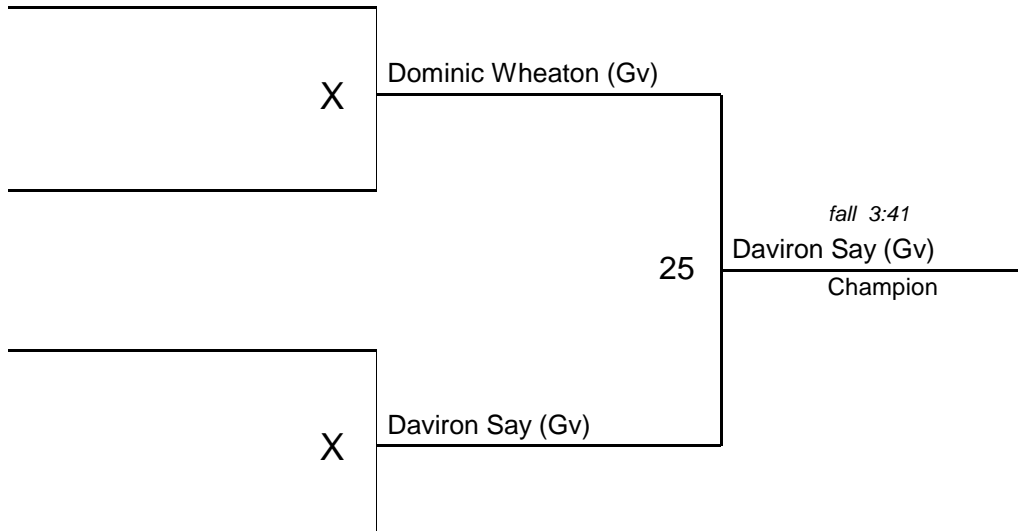 X
Dominic Wheaton (Gv)
fall 3:41
25
Daviron Say (Gv)
Champion
X
Daviron Say (Gv)